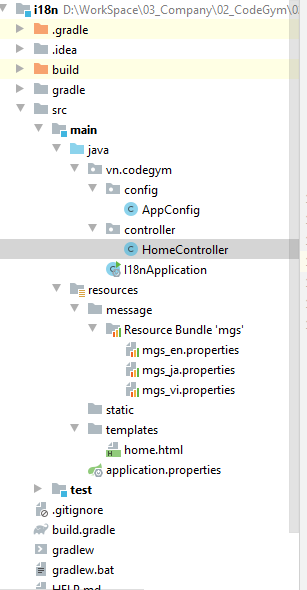 i18n D:\WorkSpace\03_Company\02_CodeGym\0
.gradle
.idea
build
gradle
src
main
java
vn.codegym
config
AppConfig
controller
HomeController
I18nApplication
resources
message
Resource Bundle 'mgs'
mgs_en.properties
mgs_ja.properties
mgs_vi.properties
static
templates
home.html
application.properties
test
.gitignore
build.gradle
gradlew
gradlew.bat
HELP.md